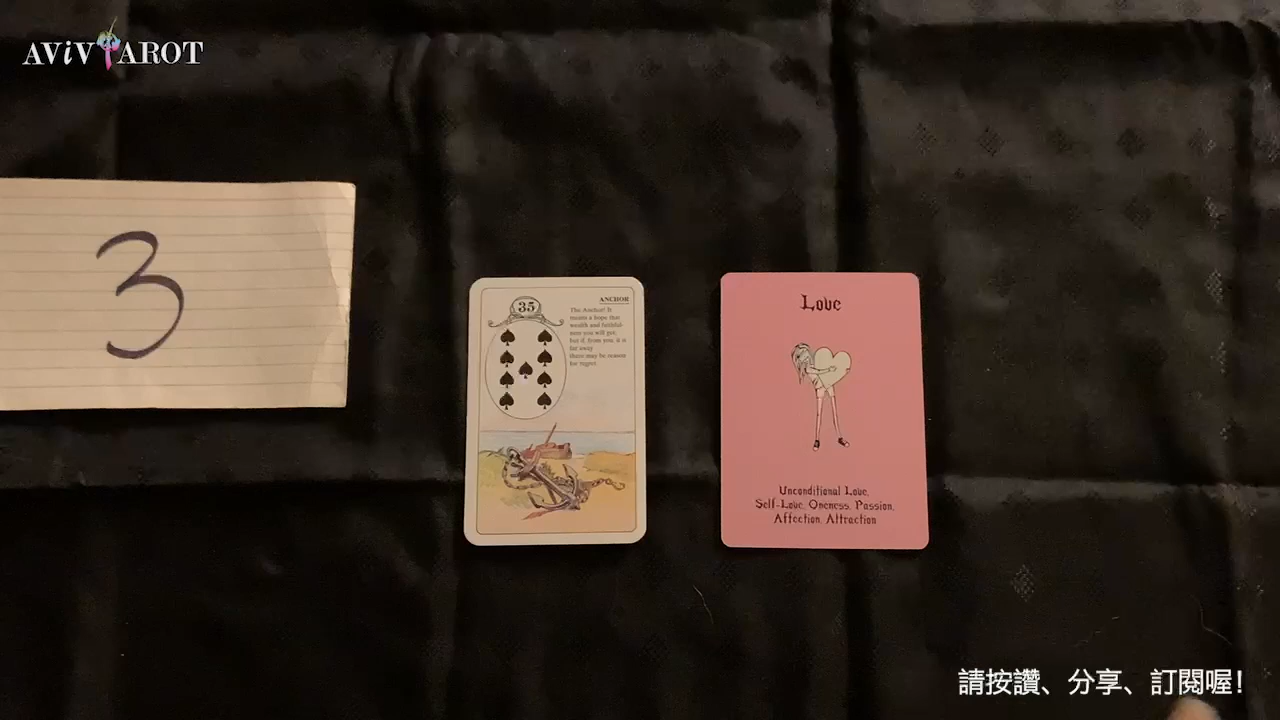 AViV TAROT
3
35
ANCHOR
The Anchor! It
means a hope that
wealth and faithful-
ness you will get;
but if, from you, it is
far away
there may be reason
for regret.
Love
Unconditional Love,
Self-Love, Oneness, Passion,
Affection, Attraction
請按讚、分享、訂閱喔!